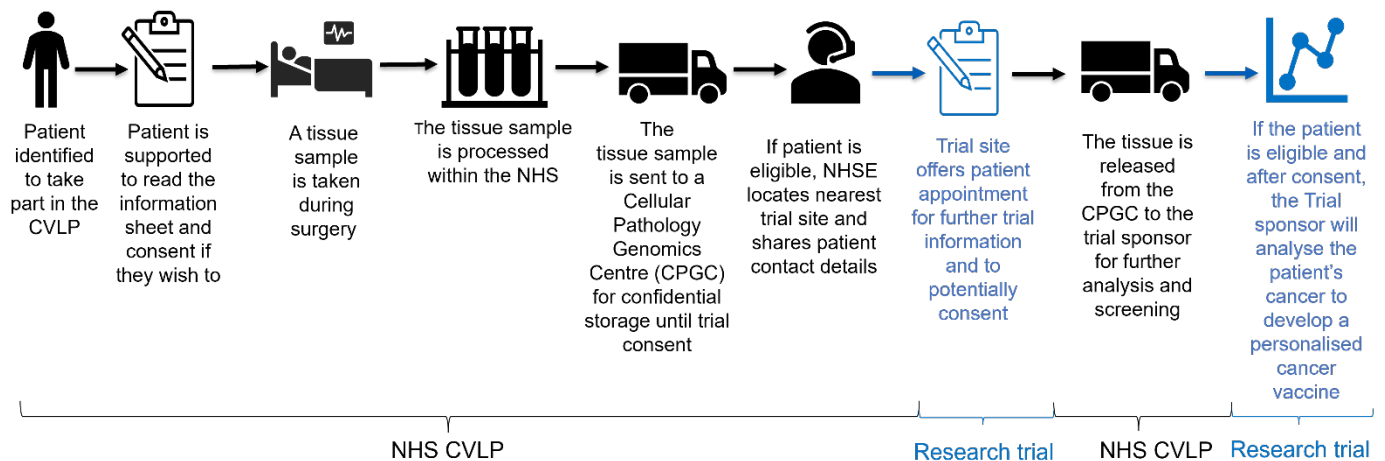 Patient
identified
to take
part in the
CVLP
Patient is
supported
to read the
information
sheet and
consent if
they wish to
A tissue
sample
is taken
during
surgery
The tissue sample
is processed
within the NHS
The
tissue sample
is sent to a
Cellular
Pathology
Genomics
Centre (CPGC)
for confidential
storage until trial
consent
If patient is
eligible, NHSE
locates nearest
trial site and
shares patient
contact details
Trial site
offers patient
appointment
for further trial
information
and to
potentially
consent
The tissue is
released
from the
CPGC to the
trial sponsor
for further
analysis and
screening
If the patient
is eligible and
after consent,
the Trial
sponsor will
analyse the
patient's
cancer to
develop a
personalised
cancer
vaccine
NHS CVLP
Research trial
NHS CVLP
Research trial